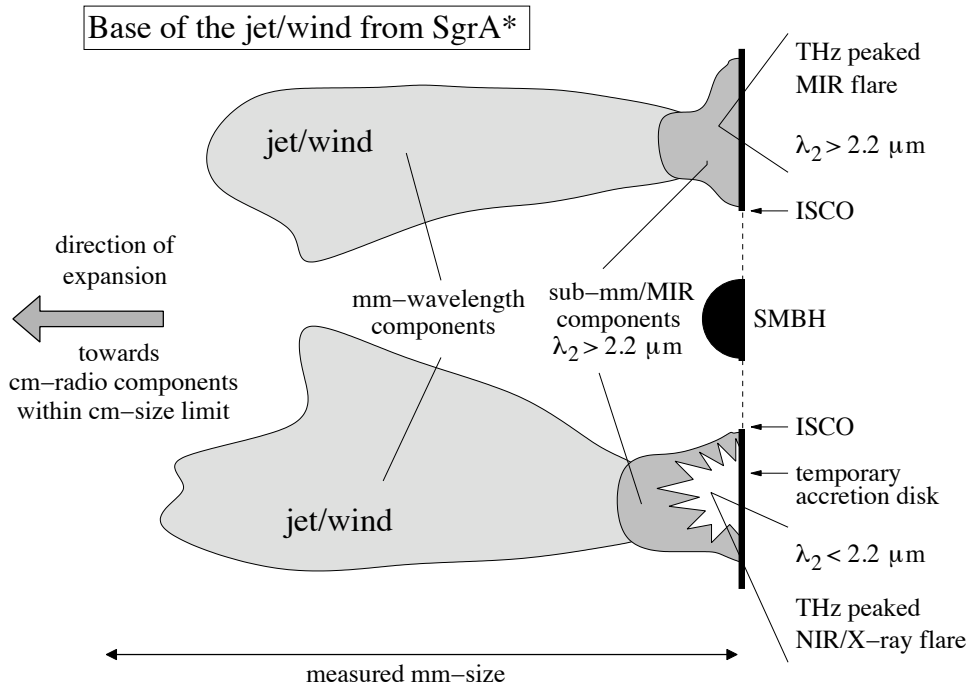 Base of the jet/wind from SgrA*
THz peaked
MIR flare
λ2 > 2.2 μm
jet/wind
ISCO
direction of
expansion
mm−wavelength
components
sub−mm/MIR
components
λ2 > 2.2 μm
SMBH
towards
cm−radio components
within cm−size limit
ISCO
temporary
accretion disk
jet/wind
λ2 < 2.2 μm
THz peaked
NIR/X−ray flare
measured mm−size